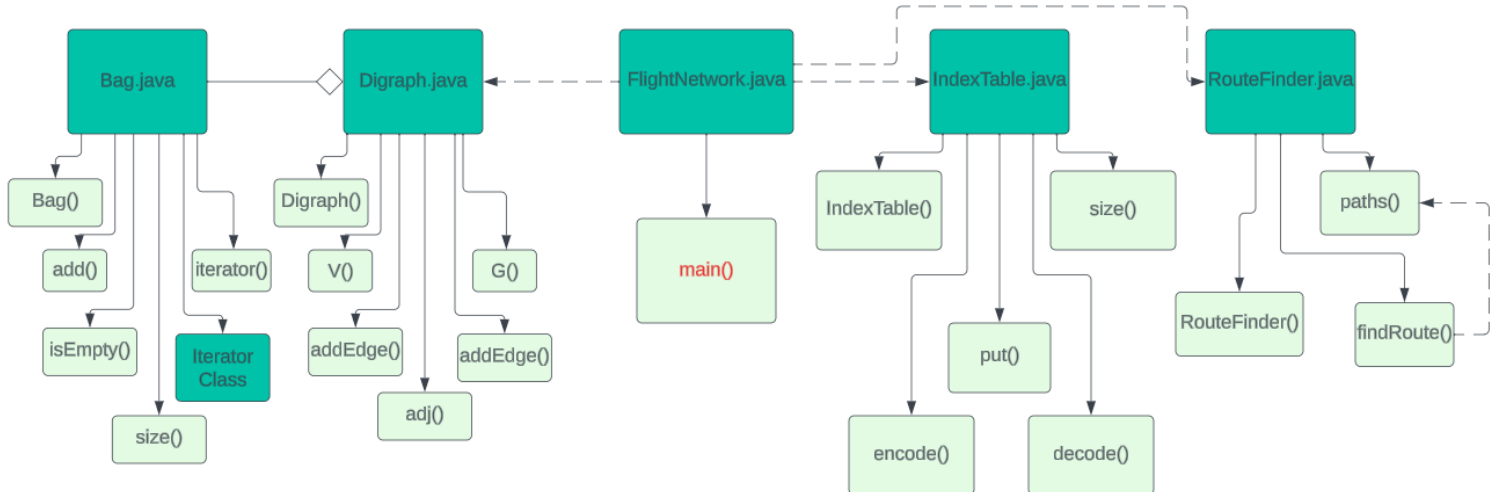 Bag.java
Digraph.java
FlightNetwork.java
IndexTable.java
RouteFinder.java
Bag()
Digraph()
IndexTable()
size()
paths()
add()
iterator()
V()
G()
main()
RouteFinder()
findRoute()
isEmpty()
Iterator
Class
addEdge()
addEdge()
put()
adj()
size()
encode()
decode()